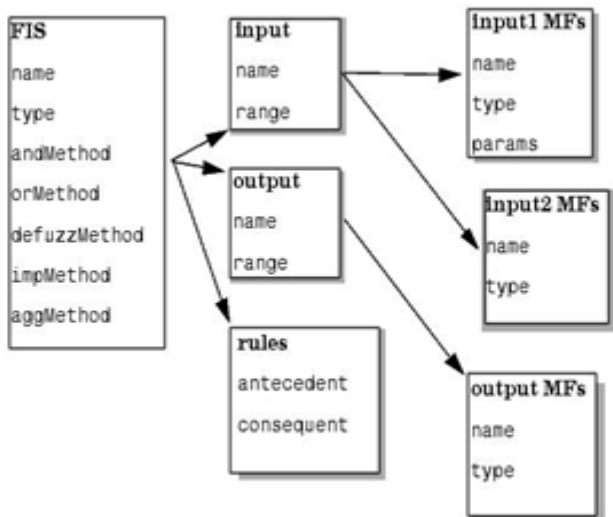 FIS
name
type
andMethod
orMethod
defuzzMethod
impMethod
aggMethod
input
name
range
output
name
range
rules
antecedent
consequent
input1 MFs
name
type
params
input2 MFs
name
type
output MFs
name
type